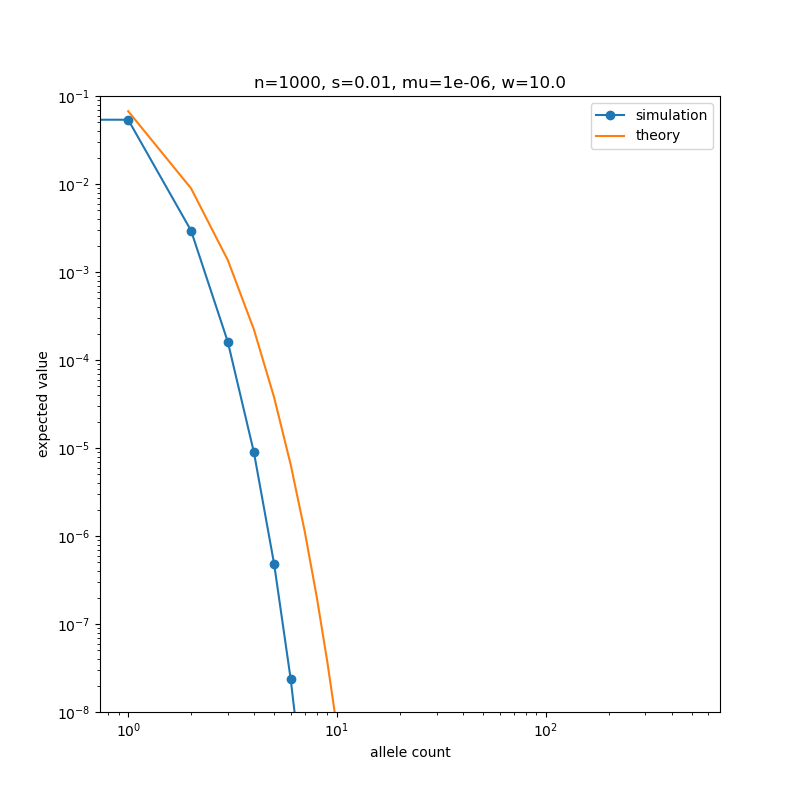 n=1000, s=0.01, mu=1e-06, w=10.0
simulation
theory
10⁻¹
10⁻²
10⁻³
10⁻⁴
10⁻⁵
10⁻⁶
10⁻⁷
10⁻⁸
expected value
10⁰
10¹
10²
allele count